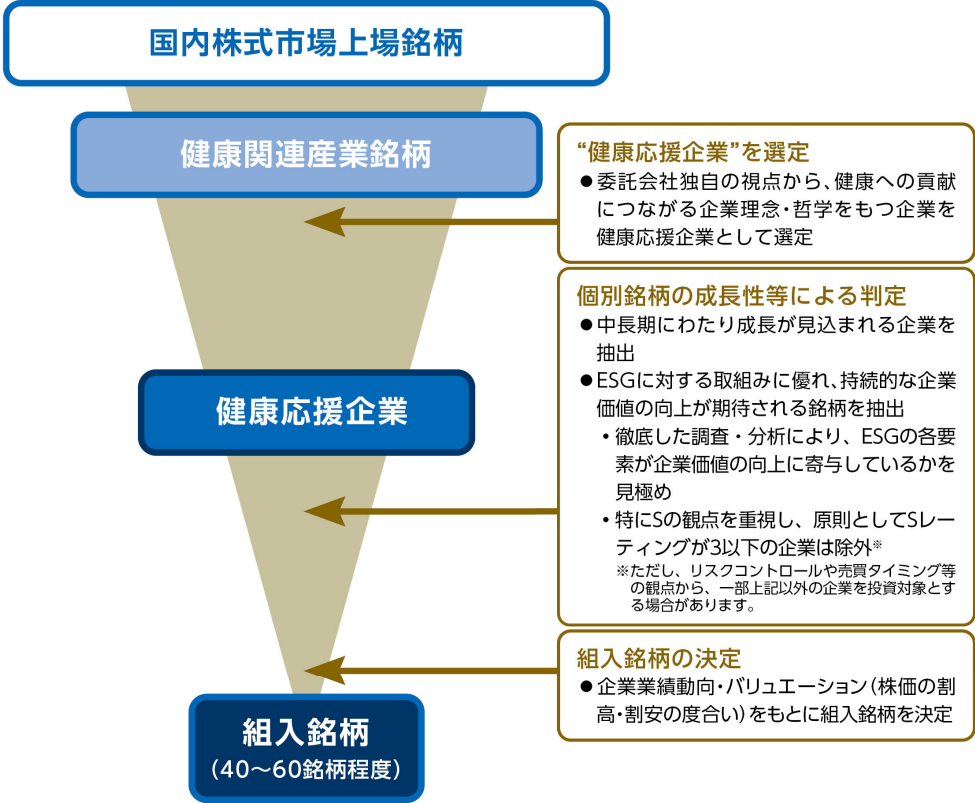 国内株式市場上場銘柄
健康関連産業銘柄
“健康応援企業”を選定
●委託会社独自の視点から、健康への貢献
につながる企業理念・哲学をもつ企業を
健康応援企業として選定
個別銘柄の成長性等による判定
●中長期にわたり成長が見込まれる企業を
抽出
●ESGに対する取組みに優れ、持続的な企業
価値の向上が期待される銘柄を抽出
・徹底した調査・分析により、ESGの各要
素が企業価値の向上に寄与しているかを
見極め
・特にSの観点を重視し、原則としてSレー
ティングが3以下の企業は除外※
※ただし、リスクコントロールや売買タイミング等
の観点から、一部上記以外の企業を投資対象とす
る場合があります。
健康応援企業
組入銘柄の決定
●企業業績動向・バリュエーション(株価の割
高・割安の度合い)をもとに組入銘柄を決定
組入銘柄
(40～60銘柄程度)